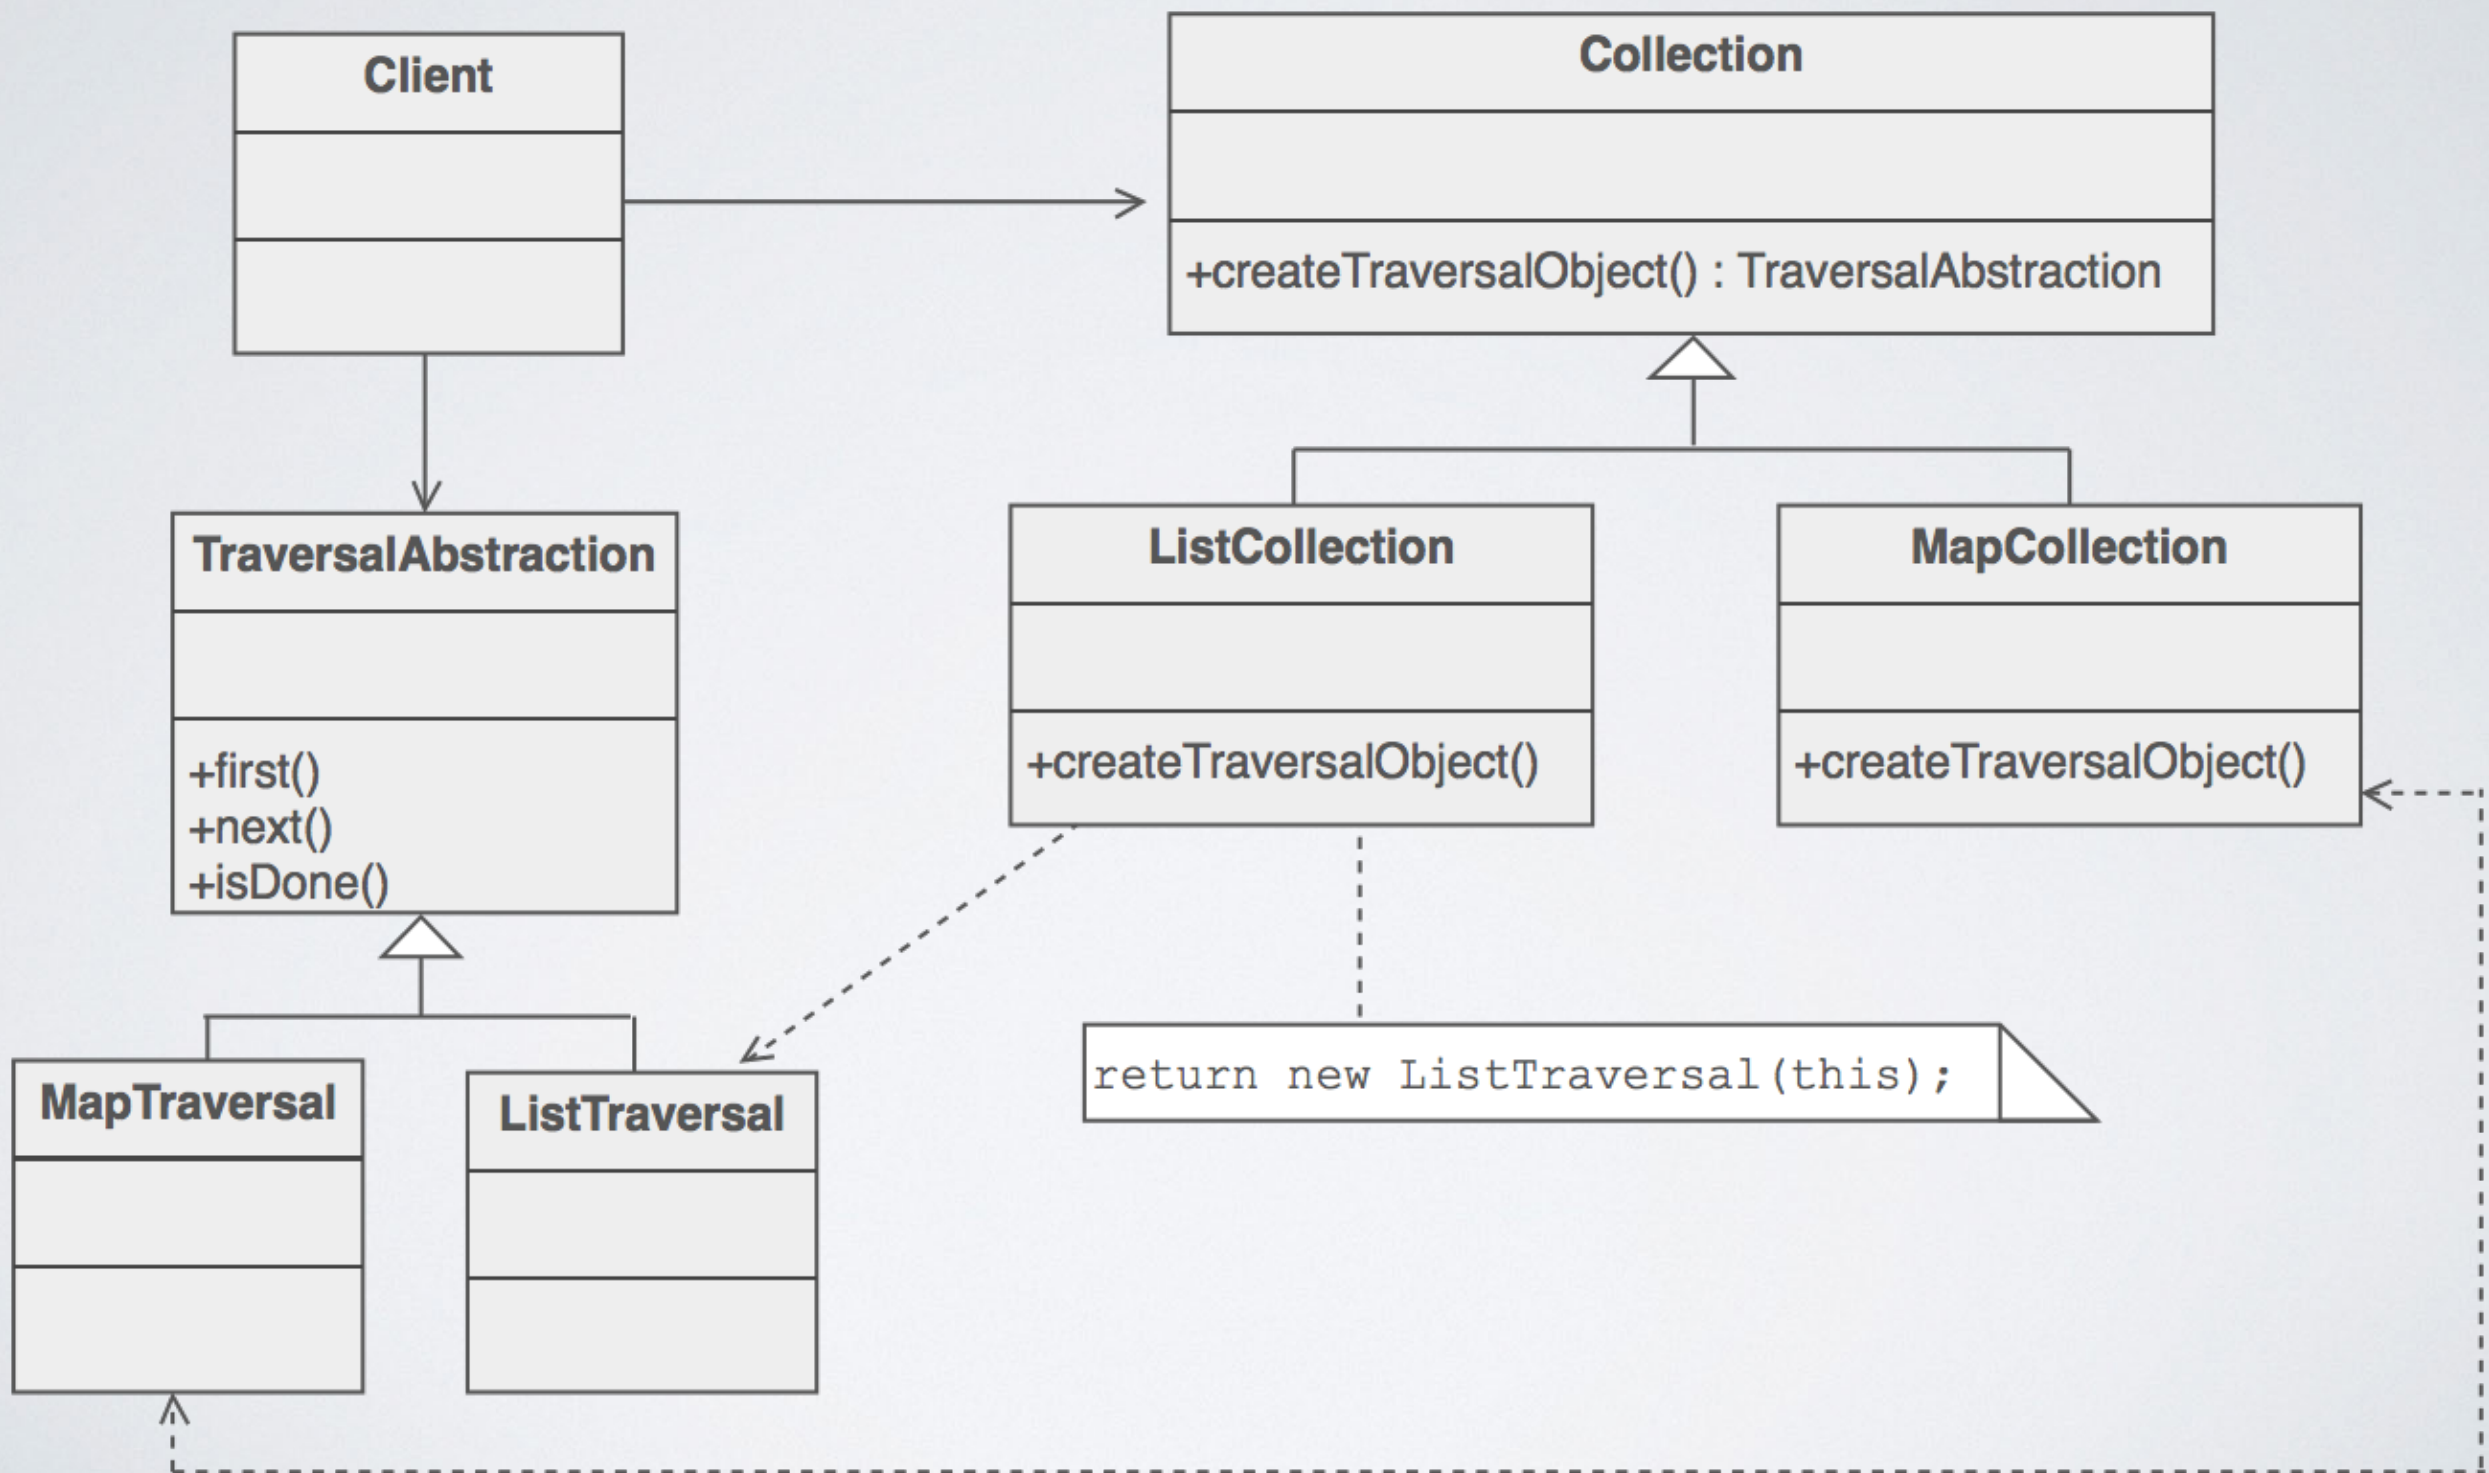 Client
Collection
+createTraversalObject() : TraversalAbstraction
TraversalAbstraction
+first()
+next()
+isDone()
ListCollection
+createTraversalObject()
MapCollection
+createTraversalObject()
MapTraversal
ListTraversal
return new ListTraversal(this);